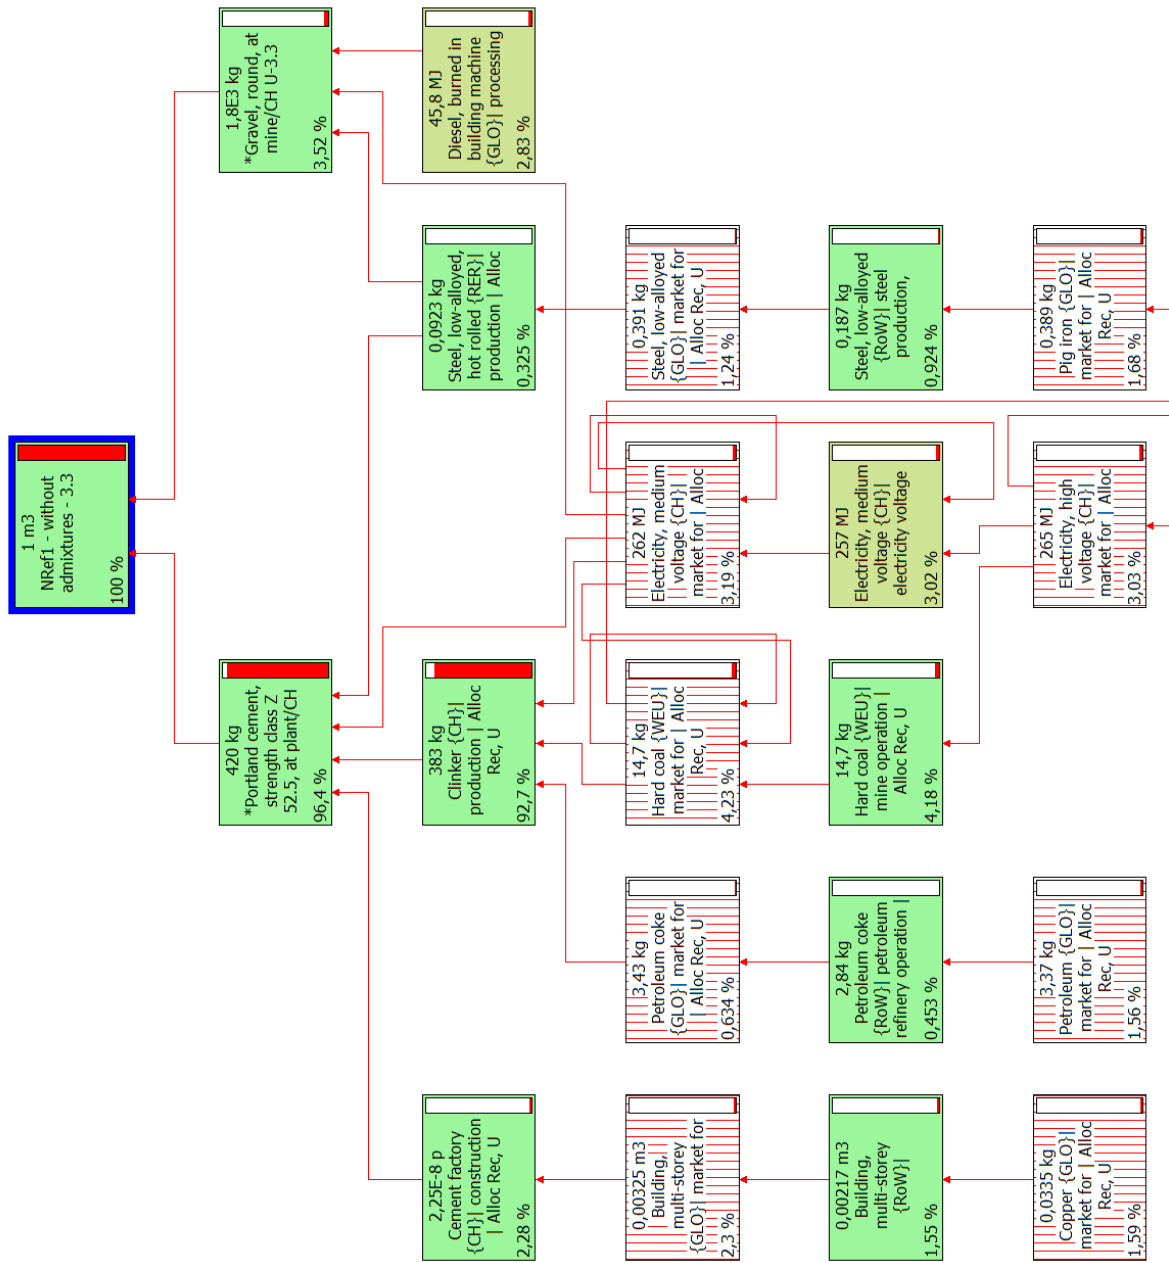 1 m3
NRef1 - without
admixtures - 3.3
100 %
1,8E3 kg
*Gravel, round, at
mine/CH U-3.3
3,52 %
420 kg
*Portland cement,
strength class Z
52.5, at plant/CH
96,4 %
45,8 MJ
Diesel, burned in
building machine
{GLO}| processing
2,83 %
0,0923 kg
Steel, low-alloyed,
hot rolled {RER}|
production | Alloc
0,325 %
383 kg
Clinker {CH}|
production | Alloc
Rec, U
92,7 %
2,25E-8 p
Cement factory
{CH}| construction
| Alloc Rec, U
2,28 %
0,391 kg
Steel, low-alloyed
{GLO}| market for
| Alloc Rec, U
1,24 %
262 MJ
Electricity, medium
voltage {CH}|
market for | Alloc
3,19 %
14,7 kg
Hard coal {WEU}|
market for | Alloc
Rec, U
4,23 %
3,43 kg
Petroleum coke
{GLO}| market for
| Alloc Rec, U
0,634 %
0,00325 m3
Building,
multi-storey
{GLO}| market for
2,3 %
0,187 kg
Steel, low-alloyed
{RoW}| steel
production,
0,924 %
257 MJ
Electricity, medium
voltage {CH}|
electricity voltage
3,02 %
14,7 kg
Hard coal {WEU}|
mine operation |
Alloc Rec, U
4,18 %
2,84 kg
Petroleum coke
{RoW}| petroleum
refinery operation |
0,453 %
0,00217 m3
Building,
multi-storey
{RoW}|
1,55 %
0,389 kg
Pig iron {GLO}|
market for | Alloc
Rec, U
1,68 %
265 MJ
Electricity, high
voltage {CH}|
market for | Alloc
3,03 %
3,37 kg
Petroleum {GLO}|
market for | Alloc
Rec, U
1,56 %
0,0335 kg
Copper {GLO}|
market for | Alloc
Rec, U
1,59 %